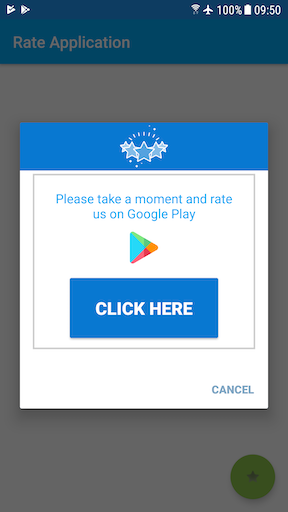 100% 09:50
Rate Application
Please take a moment and rate
us on Google Play
CLICK HERE
CANCEL